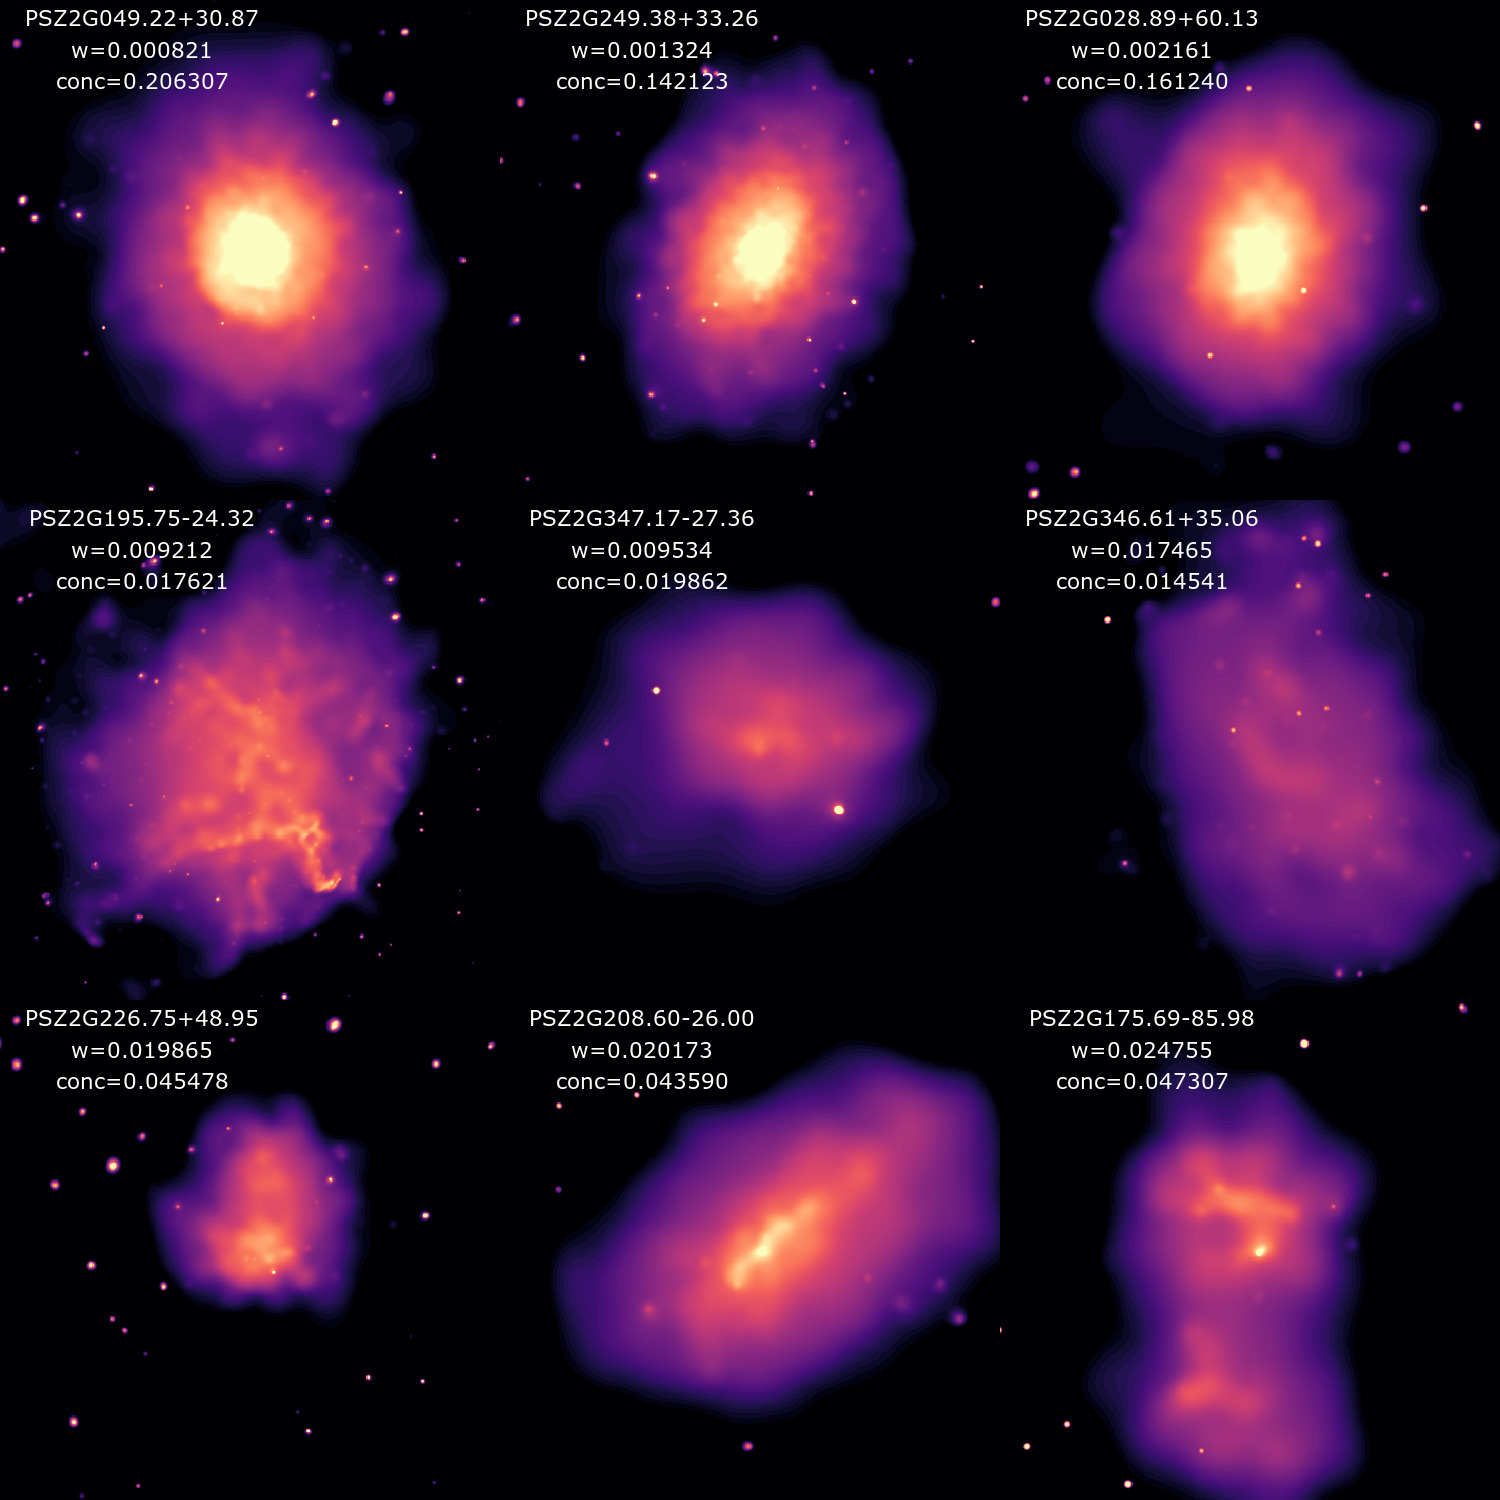 PSZ2G049.22+30.87
w=0.000821
conc=0.206307
PSZ2G249.38+33.26
w=0.001324
conc=0.142123
PSZ2G028.89+60.13
w=0.002161
conc=0.161240
PSZ2G195.75-24.32
w=0.009212
conc=0.017621
PSZ2G347.17-27.36
w=0.009534
conc=0.019862
PSZ2G346.61+35.06
w=0.017465
conc=0.014541
PSZ2G226.75+48.95
w=0.019865
conc=0.045478
PSZ2G208.60-26.00
w=0.020173
conc=0.043590
PSZ2G175.69-85.98
w=0.024755
conc=0.047307